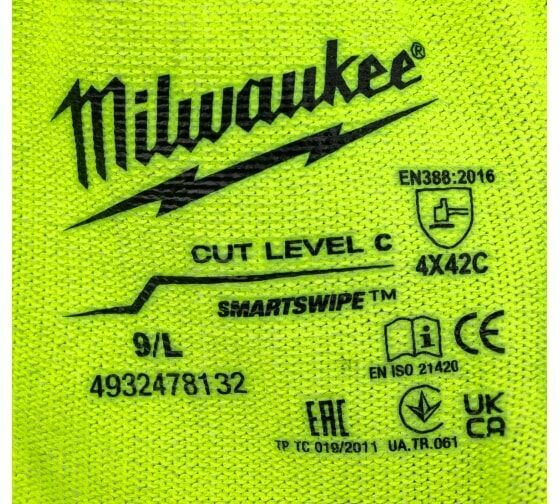 Milwaukee®
EN388:2016
CUT LEVEL C
4X42C
SMARTSWIPE™
9/L
4932478132
i CE
EN ISO 21420
EAC UK CA
TP TC 019/2011 UA.TR.061